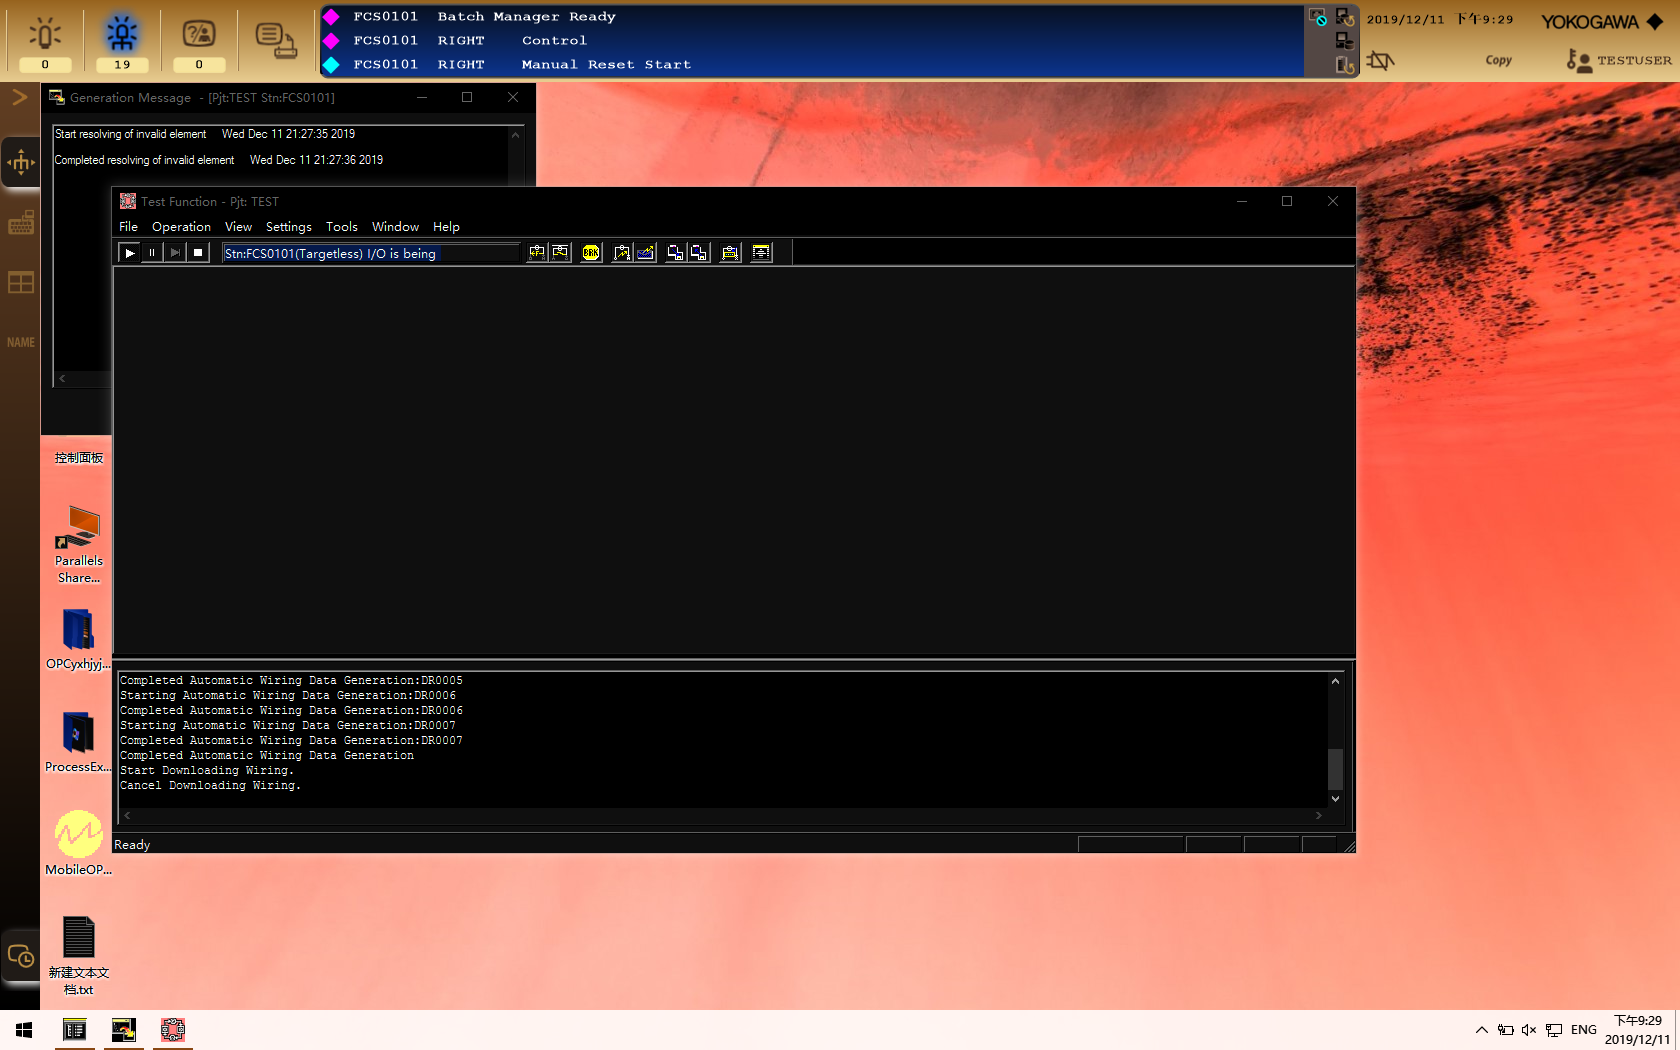 0
19
0
FCS0101 Batch Manager Ready
FCS0101 RIGHT Control
FCS0101 RIGHT Manual Reset Start
2019/12/11 下午9:29
YOKOGAWA
Copy
TESTUSER
NAME
Generation Message - [Pjt:TEST Stn:FCS0101]
Start resolving of invalid element Wed Dec 11 21:27:35 2019
Completed resolving of invalid element Wed Dec 11 21:27:36 2019
Test Function - Pjt: TEST
File Operation View Settings Tools Window Help
Stn:FCS0101(Targetless) I/O is being
BRK
Completed Automatic Wiring Data Generation:DR0005
Starting Automatic Wiring Data Generation:DR0006
Completed Automatic Wiring Data Generation:DR0006
Starting Automatic Wiring Data Generation:DR0007
Completed Automatic Wiring Data Generation:DR0007
Completed Automatic Wiring Data Generation
Start Downloading Wiring.
Cancel Downloading Wiring.
Ready
控制面板
Parallels
Share...
OPCyxhjyj...
ProcessEx...
MobileOP...
新建文本文
档.txt
ENG
下午9:29
2019/12/11